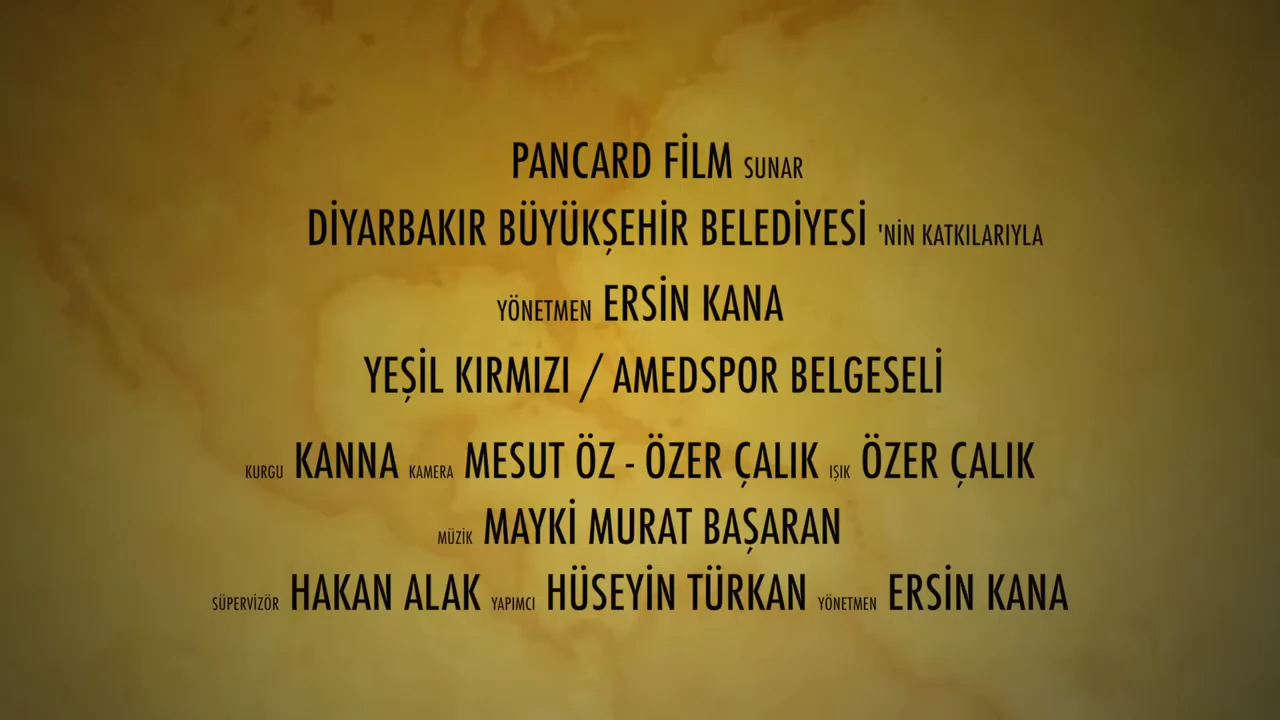 PANCARD FİLM SUNAR
DİYARBAKIR BÜYÜKŞEHİR BELEDİYESİ 'NİN KATKILARIYLA
YÖNETMEN ERSİN KANA
YEŞİL KIRMIZI / AMEDSPOR BELGESELİ
KURGU KANNA KAMERA MESUT ÖZ - ÖZER ÇALIK IŞIK ÖZER ÇALIK
MÜZİK MAYKİ MURAT BAŞARAN
SÜPERVİZÖR HAKAN ALAK YAPIMCI HÜSEYİN TÜRKAN YÖNETMEN ERSİN KANA